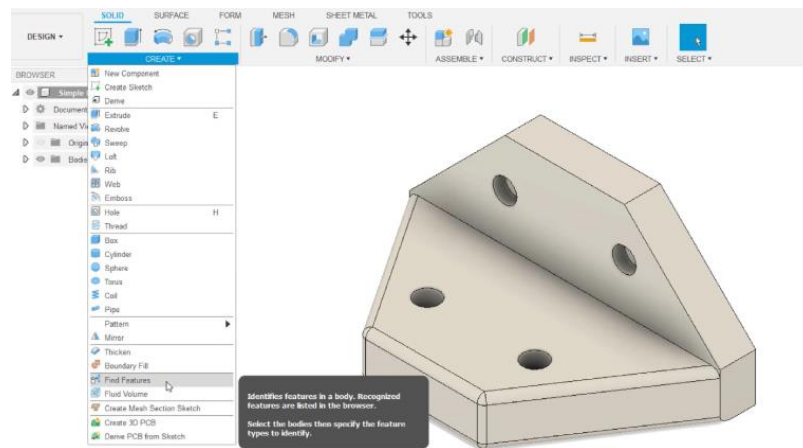 SOLID SURFACE FORM MESH SHEET METAL TOOLS
DESIGN
CREATE MODIFY ASSEMBLE CONSTRUCT INSPECT INSERT SELECT
BROWSER
New Component
Simple
Create Sketch
Derive
Document
Extrude E
Named Vi
Revolve
Origin
Sweep
Bodie
Loft
Rib
Web
Emboss
Hole H
Thread
Box
Cylinder
Sphere
Torus
Coil
Pipe
Pattern
Mirror
Thicken
Boundary Fill
Find Features
Fluid Volume
Create Mesh Section Sketch
Create 3D PCB
Derive PCB from Sketch
Identifies features in a body. Recognized
features are listed in the browser.
Select the bodies then specify the feature
types to identify.